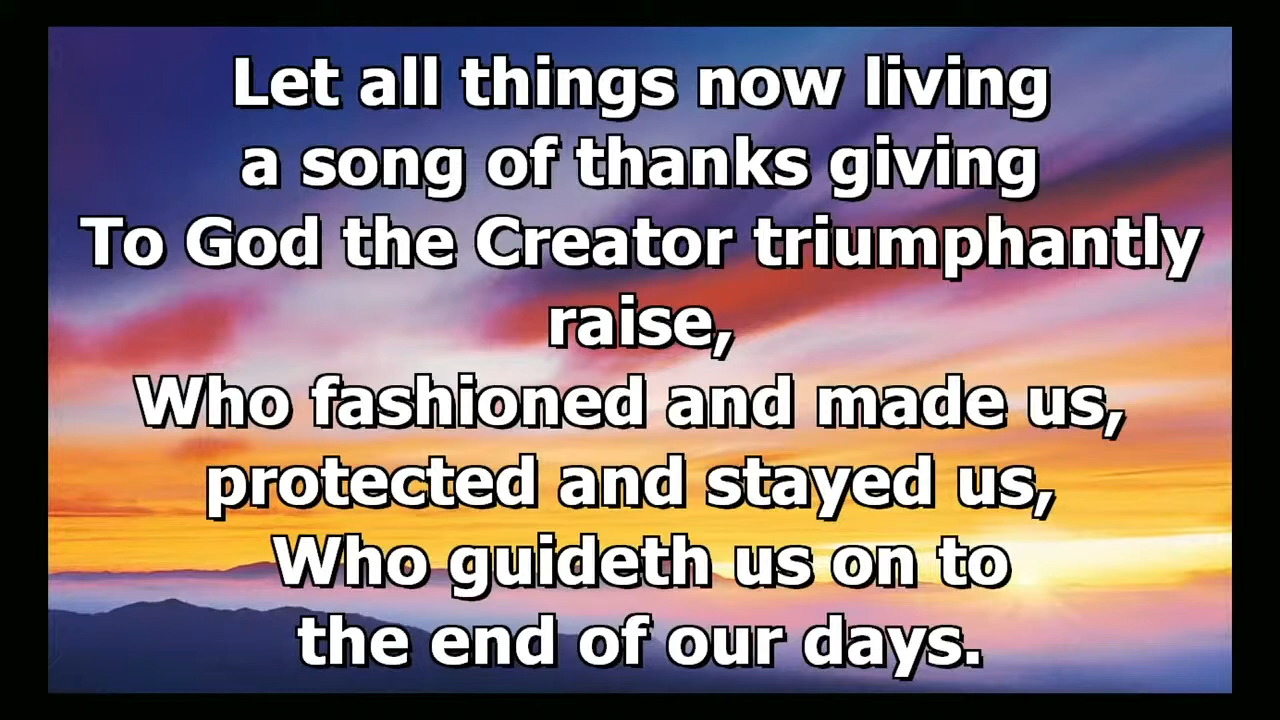 Let all things now living
a song of thanks giving
To God the Creator triumphantly
raise,
Who fashioned and made us,
protected and stayed us,
Who guideth us on to
the end of our days.